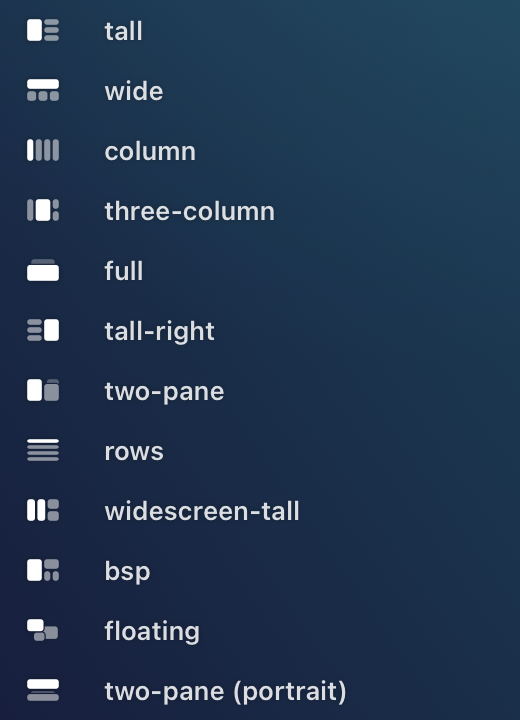 tall
wide
column
three-column
full
tall-right
two-pane
rows
widescreen-tall
bsp
floating
two-pane (portrait)